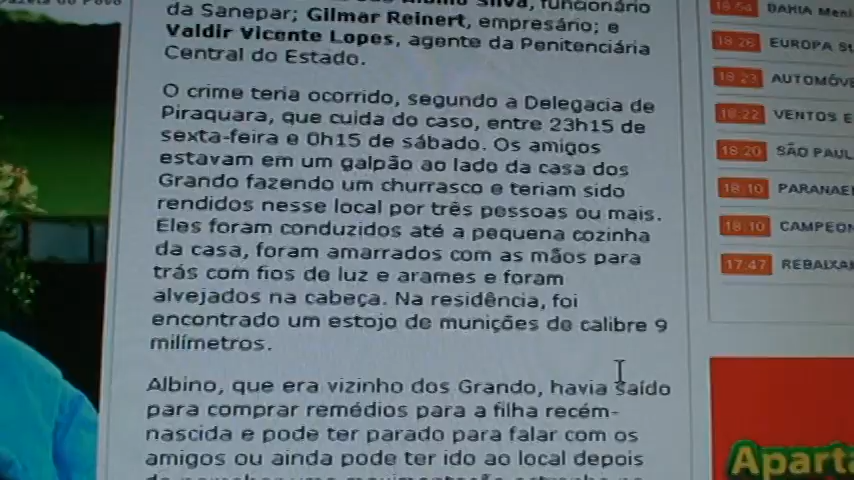 Silva, funcionário
da Sanepar; Gilmar Reinert, empresário; e
Valdir Vicente Lopes, agente da Penitenciária
Central do Estado.
O crime teria ocorrido, segundo a Delegacia de
Piraquara, que cuida do caso, entre 23h15 de
sexta-feira e 0h15 de sábado. Os amigos
estavam em um galpão ao lado da casa dos
Grando fazendo um churrasco e teriam sido
rendidos nesse local por três pessoas ou mais.
Eles foram conduzidos até a pequena cozinha
da casa, foram amarrados com as mãos para
trás com fios de luz e arames e foram
alvejados na cabeça. Na residência, foi
encontrado um estojo de munições de calibre 9
milímetros.
Albino, que era vizinho dos Grando, havia saído
para comprar remédios para a filha recém-
nascida e pode ter parado para falar com os
amigos ou ainda pode ter ido ao local depois
18:54 BAHIA
18:26 EUROPA
18:23 AUTOMÓVE
18:22 VENTOS E
18:20 SÃO PAUL
18:10 PARANAE
18:10 CAMPEON
17:47 REBAIXA
Aparta